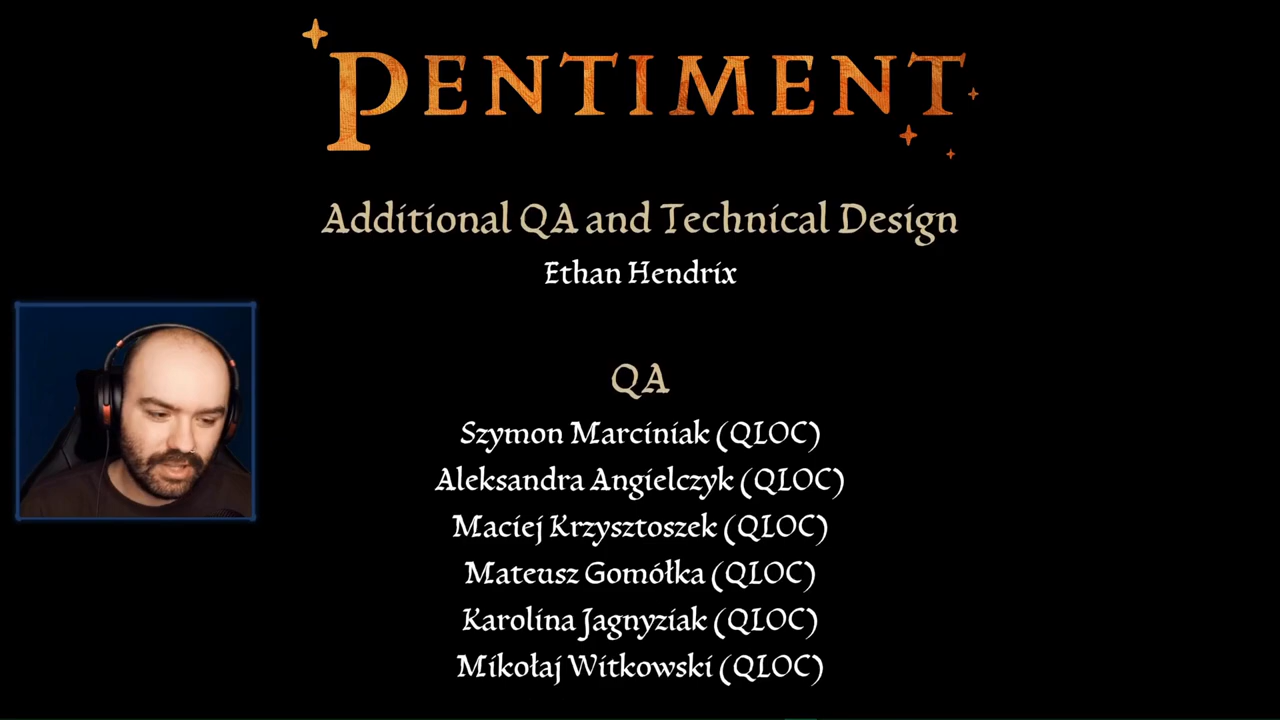 PENTIMENT
Additional QA and Technical Design
Ethan Hendrix
QA
Szymon Marciniak (QLOC)
Aleksandra Angielczyk (QLOC)
Maciej Krzysztoszek (QLOC)
Mateusz Gomółka (QLOC)
Karolina Jagnyziak (QLOC)
Mikołaj Witkowski (QLOC)